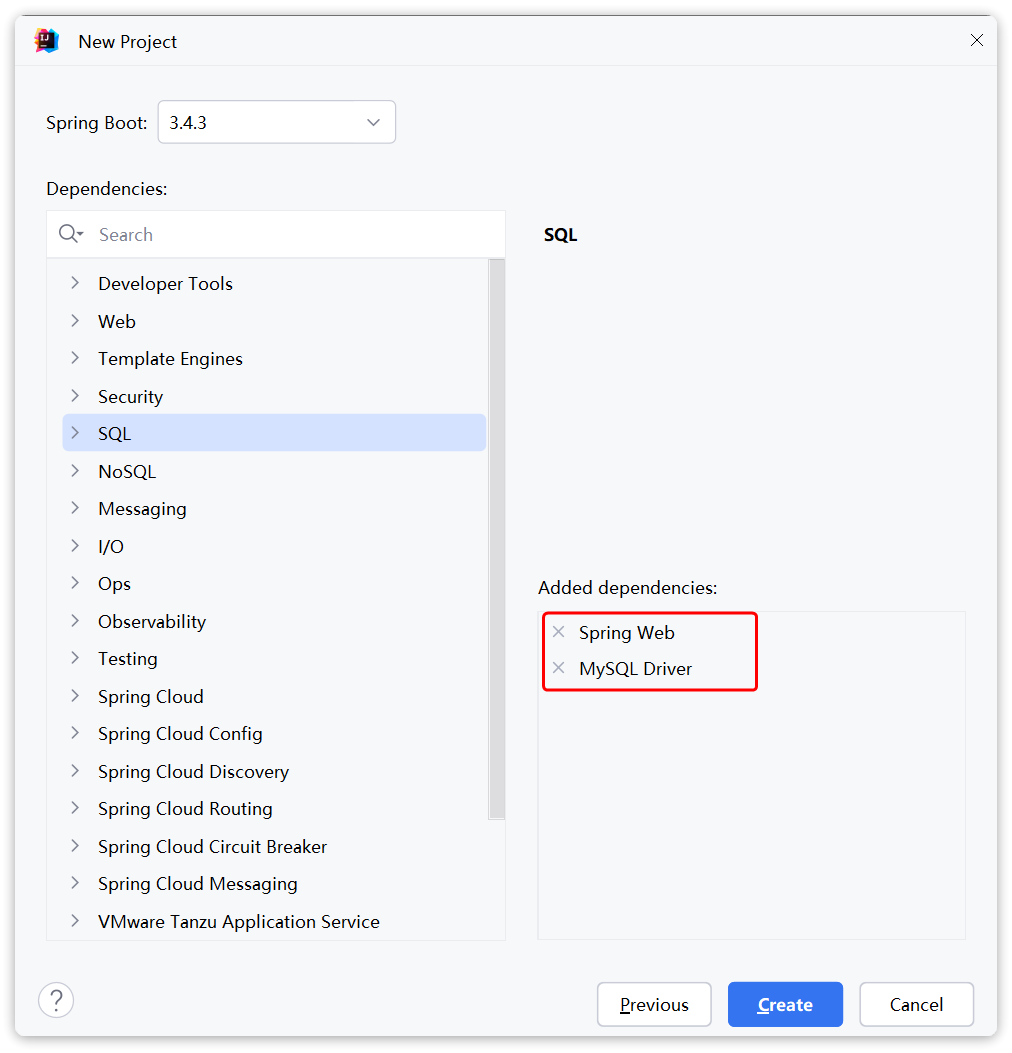 New Project
Spring Boot: 3.4.3
Dependencies:
Search
Developer Tools
Web
Template Engines
Security
SQL
NoSQL
Messaging
I/O
Ops
Observability
Testing
Spring Cloud
Spring Cloud Config
Spring Cloud Discovery
Spring Cloud Routing
Spring Cloud Circuit Breaker
Spring Cloud Messaging
VMware Tanzu Application Service
SQL
Added dependencies:
Spring Web
MySQL Driver
?
Previous
Create
Cancel